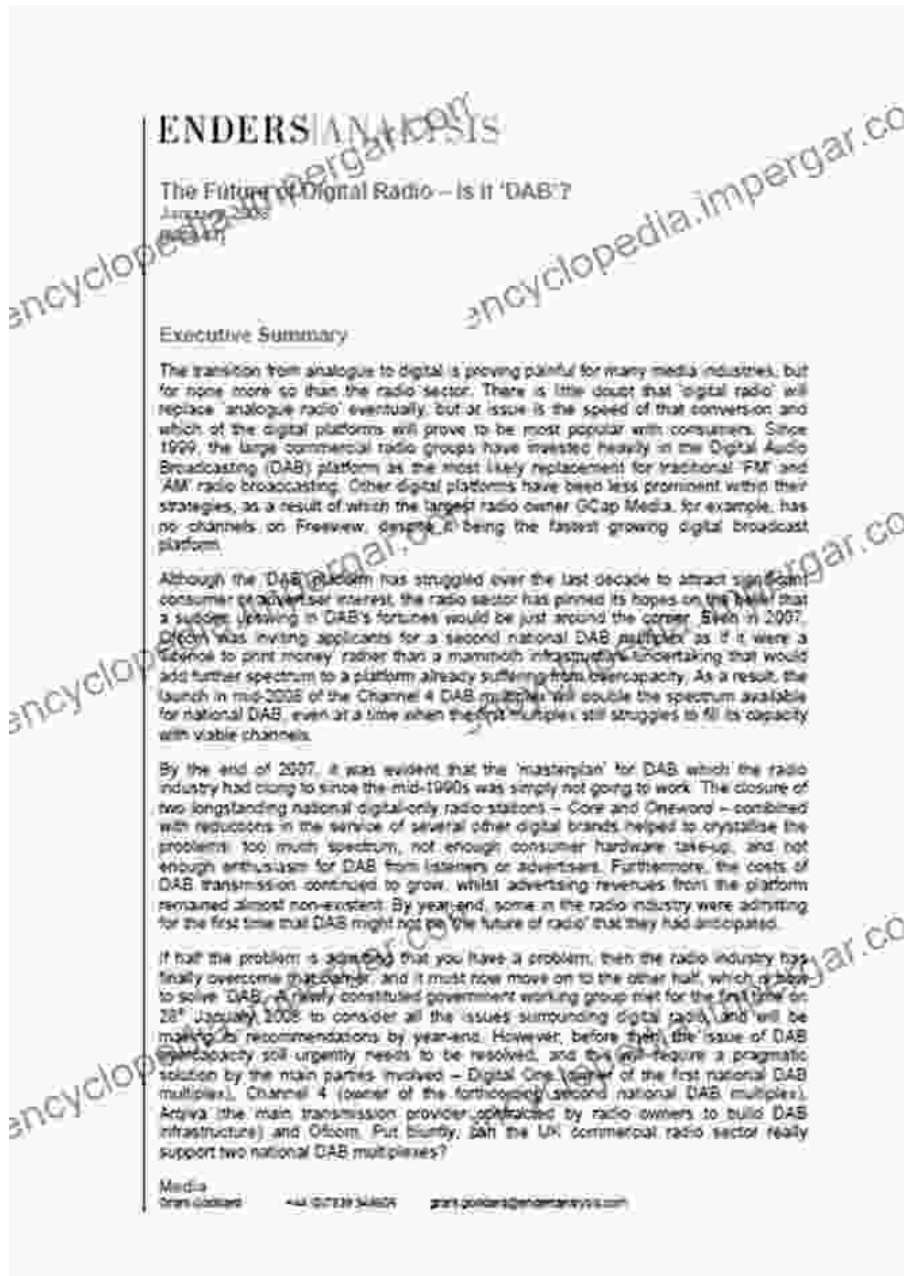 ENDERS ANALYSIS
The Future of Digital Radio – Is it 'DAB'?
January 2008
Executive Summary
The transition from analogue to digital is proving painful for many media industries, but
for none more so than the radio sector. There is little doubt that 'digital radio' will
replace 'analogue radio' eventually, but at issue is the speed of that conversion and
which of the digital platforms will prove to be most popular with consumers. Since
1999, the large commercial radio groups have invested heavily in the Digital Audio
Broadcasting (DAB) platform as the most likely replacement for traditional 'FM' and
'AM' radio broadcasting. Other digital platforms have been less prominent within their
strategies, as a result of which the largest radio owner GCap Media, for example, has
no channels on Freeview, despite it being the fastest growing digital broadcast
platform.
Although the 'DAB' platform has struggled over the last decade to attract significant
consumer or advertiser interest, the radio sector has pinned its hopes on the belief that
a sudden upswing in DAB's fortunes would be just around the corner. Even in 2007,
Ofcom was inviting applicants for a second national DAB 'multiplex' as if it were a
'licence to print money' rather than a mammoth infrastructure undertaking that would
add further spectrum to a platform already suffering from overcapacity. As a result, the
launch in mid-2008 of the Channel 4 DAB multiplex will double the spectrum available
for national DAB, even at a time when the first multiplex still struggles to fill its capacity
with viable channels.
By the end of 2007, it was evident that the 'masterplan' for DAB which the radio
industry had clung to since the mid-1990s was simply not going to work. The closure of
two longstanding national digital-only radio stations – Core and Oneword – combined
with reductions in the service of several other digital brands helped to crystallise the
problems: too much spectrum, not enough consumer hardware take-up, and not
enough enthusiasm for DAB from listeners or advertisers. Furthermore, the costs of
DAB transmission continued to grow, whilst advertising revenues from the platform
remained almost non-existent. By year-end, some in the radio industry were admitting
for the first time that DAB might not be 'the future of radio' that they had anticipated.
If half the problem is admitting that you have a problem, then the radio industry has
finally overcome that barrier, and it must now move on to the other half, which is how
to solve 'DAB'. A newly constituted government working group met for the first time on
28th January 2008 to consider all the issues surrounding digital radio, and will be
making its recommendations by year-end. However, before then, the issue of DAB
overcapacity still urgently needs to be resolved, and this will require a pragmatic
solution by the main parties involved – Digital One (owner of the first national DAB
multiplex), Channel 4 (owner of the forthcoming second national DAB multiplex),
Arqiva (the main transmission provider contracted by radio owners to build DAB
infrastructure) and Ofcom. Put bluntly, can the UK commercial radio sector really
support two national DAB multiplexes?
Media
Grant Goddard grant.goddard@endersanalysis.com
encyclopedia.impergar.com